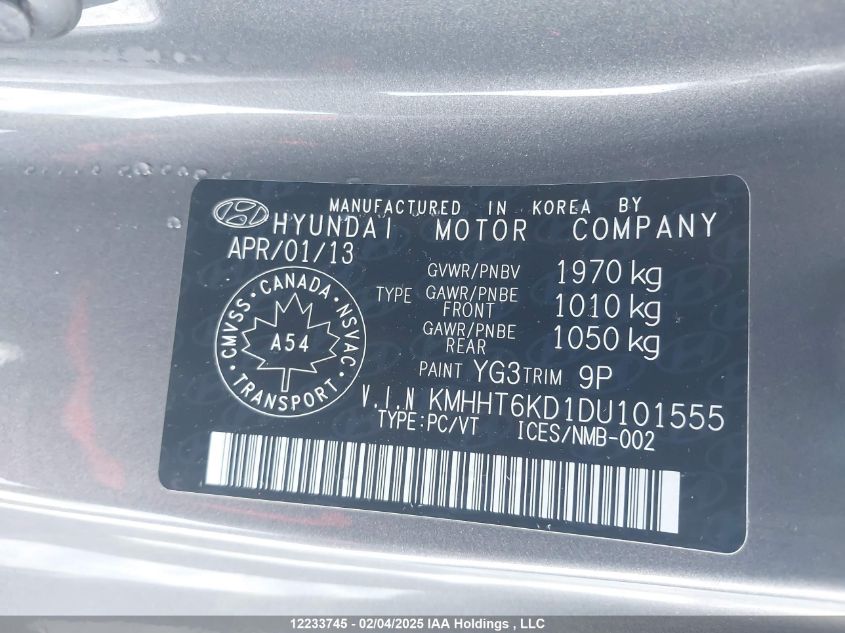 MANUFACTURED IN KOREA BY
HYUNDAI MOTOR COMPANY
APR/01/13
GVWR/PNBV 1970 kg
TYPE GAWR/PNBE FRONT 1010 kg
GAWR/PNBE REAR 1050 kg
CMVSS · CANADA · NSVAC · TRANSPORT ·
A54
PAINT YG3 TRIM 9P
V.I.N KMHHT6KD1DU101555
TYPE:PC/VT ICES/NMB-002
12233745 - 02/04/2025 IAA Holdings , LLC